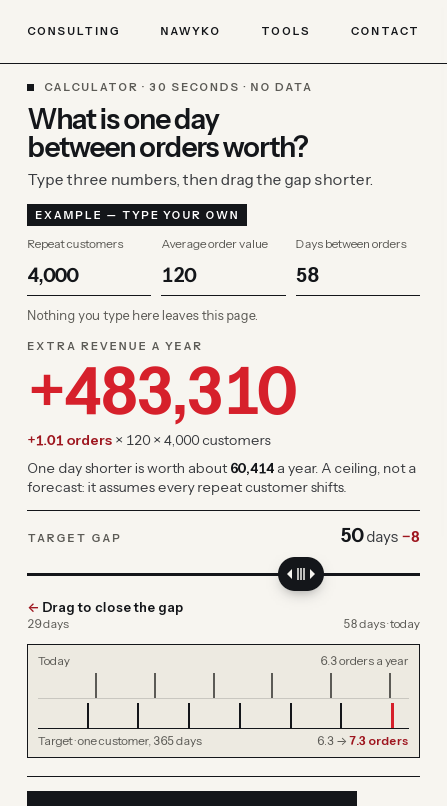 CONSULTING NAWYKO TOOLS CONTACT
CALCULATOR · 30 SECONDS · NO DATA
What is one day
between orders worth?
Type three numbers, then drag the gap shorter.
EXAMPLE — TYPE YOUR OWN
Repeat customers Average order value Days between orders
4,000 120 58
Nothing you type here leaves this page.
EXTRA REVENUE A YEAR
+483,310
+1.01 orders × 120 × 4,000 customers
One day shorter is worth about 60,414 a year. A ceiling, not a
forecast: it assumes every repeat customer shifts.
TARGET GAP 50 days −8
← Drag to close the gap
29 days 58 days · today
Today 6.3 orders a year
Target · one customer, 365 days 6.3 → 7.3 orders